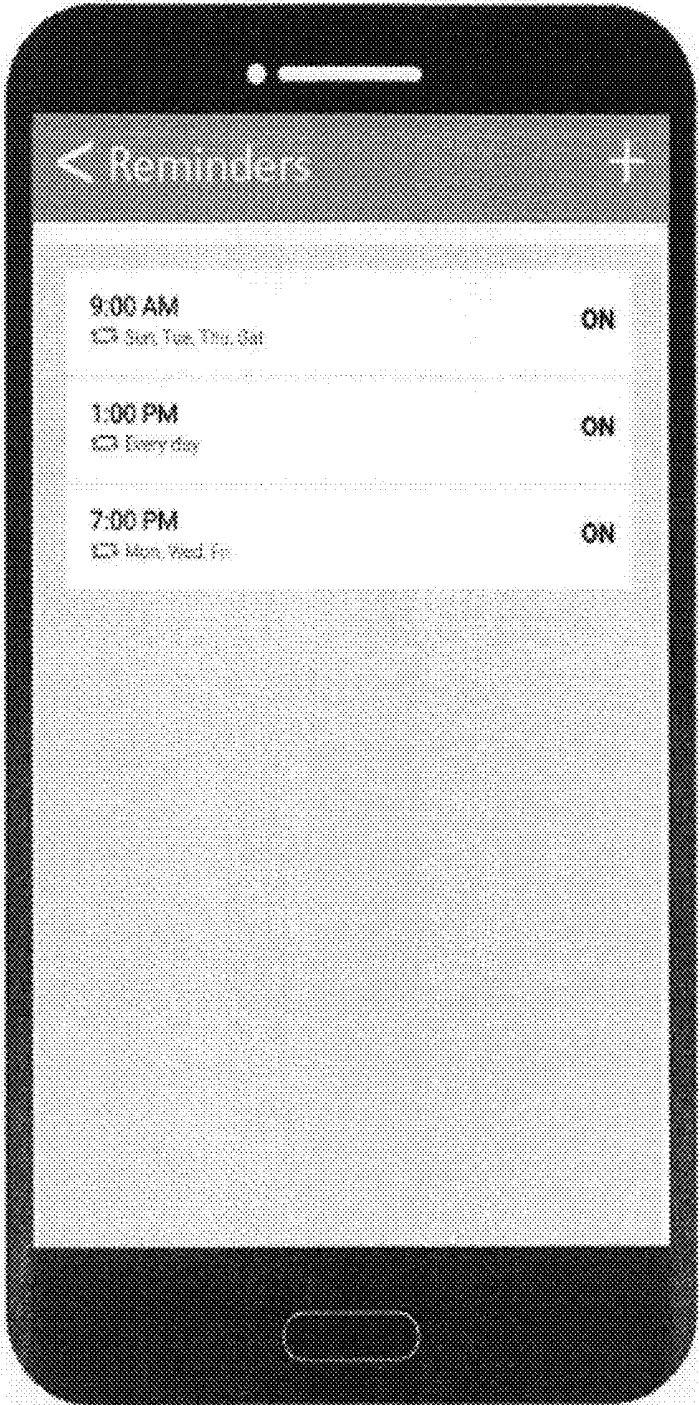 < Reminders +
9:00 AM
ON
Sun, Tue, Thu, Sat
1:00 PM
ON
Every day
7:00 PM
ON
Mon, Wed, Fri